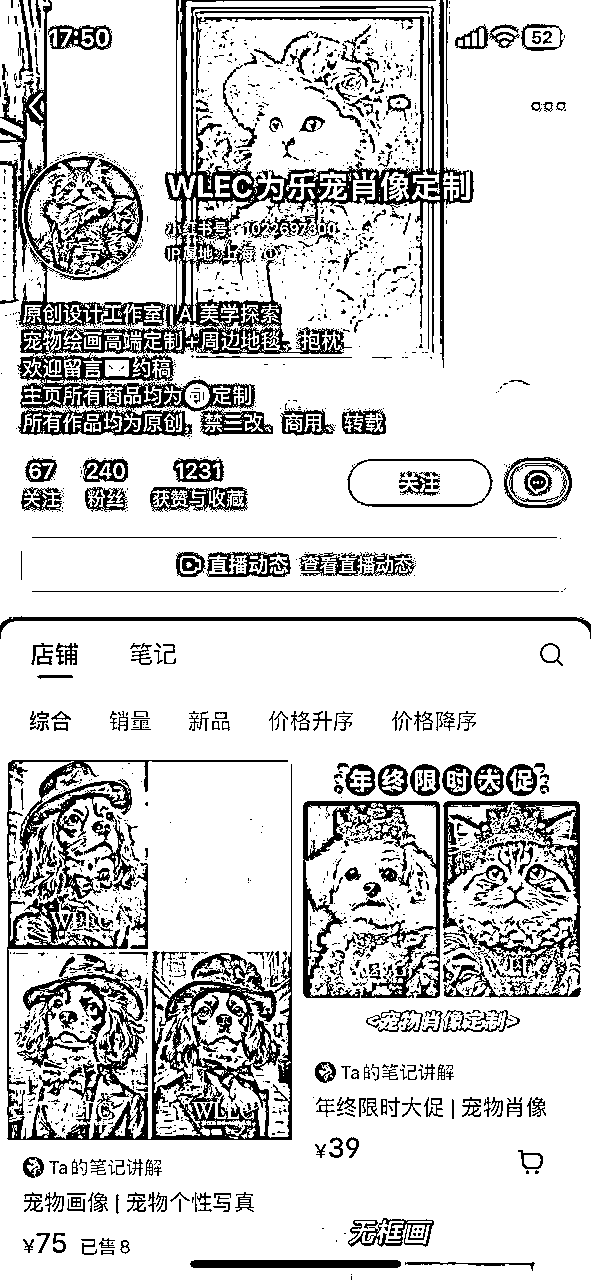 17:50
52
WLEC为乐宠肖像定制
小红书号：1022697300
IP属地：上海
原创设计工作室 | AI美学探索
宠物绘画高端定制+周边地毯、抱枕
欢迎留言 约稿
主页所有商品均为 可 定制
所有作品均为原创，禁二改、商用、转载
67 240 1231
关注 粉丝 获赞与收藏
关注
直播动态 查看直播动态
店铺 笔记
综合 销量 新品 价格升序 价格降序
WLEC
WLEC
Ta的笔记讲解
宠物画像 | 宠物个性写真
¥75 已售8
年终限时大促
WLEC
<宠物肖像定制>
Ta的笔记讲解
年终限时大促 | 宠物肖像
¥39
无框画